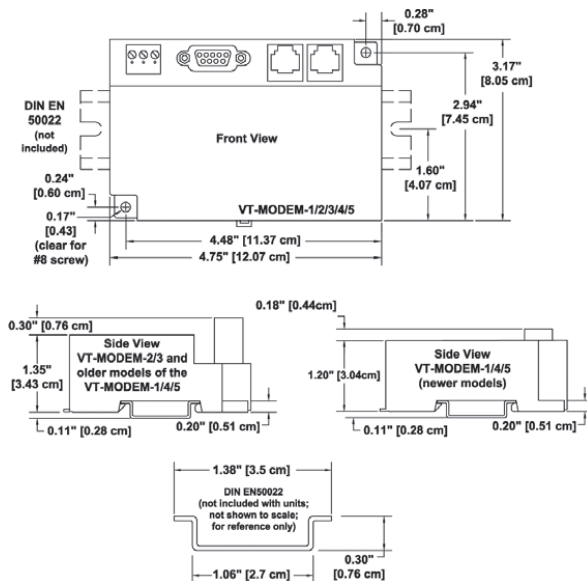 0.28"
[0.70 cm]
3.17"
[8.05 cm]
2.94"
[7.45 cm]
DIN EN
50022
(not
included)
Front View
1.60"
[4.07 cm]
0.24"
[0.60 cm]
0.17"
[0.43]
(clear for
#8 screw)
VT-MODEM-1/2/3/4/5
4.48" [11.37 cm]
4.75" [12.07 cm]
0.30" [0.76 cm]
Side View
VT-MODEM-2/3 and
older models of the
VT-MODEM-1/4/5
1.35"
[3.43 cm]
0.11" [0.28 cm]
0.20" [0.51 cm]
0.18" [0.44cm]
Side View
VT-MODEM-1/4/5
(newer models)
1.20" [3.04cm]
0.11" [0.28 cm]
0.20" [0.51 cm]
1.38" [3.5 cm]
DIN EN50022
(not included with units;
not shown to scale;
for reference only)
0.30"
[0.76 cm]
1.06" [2.7 cm]